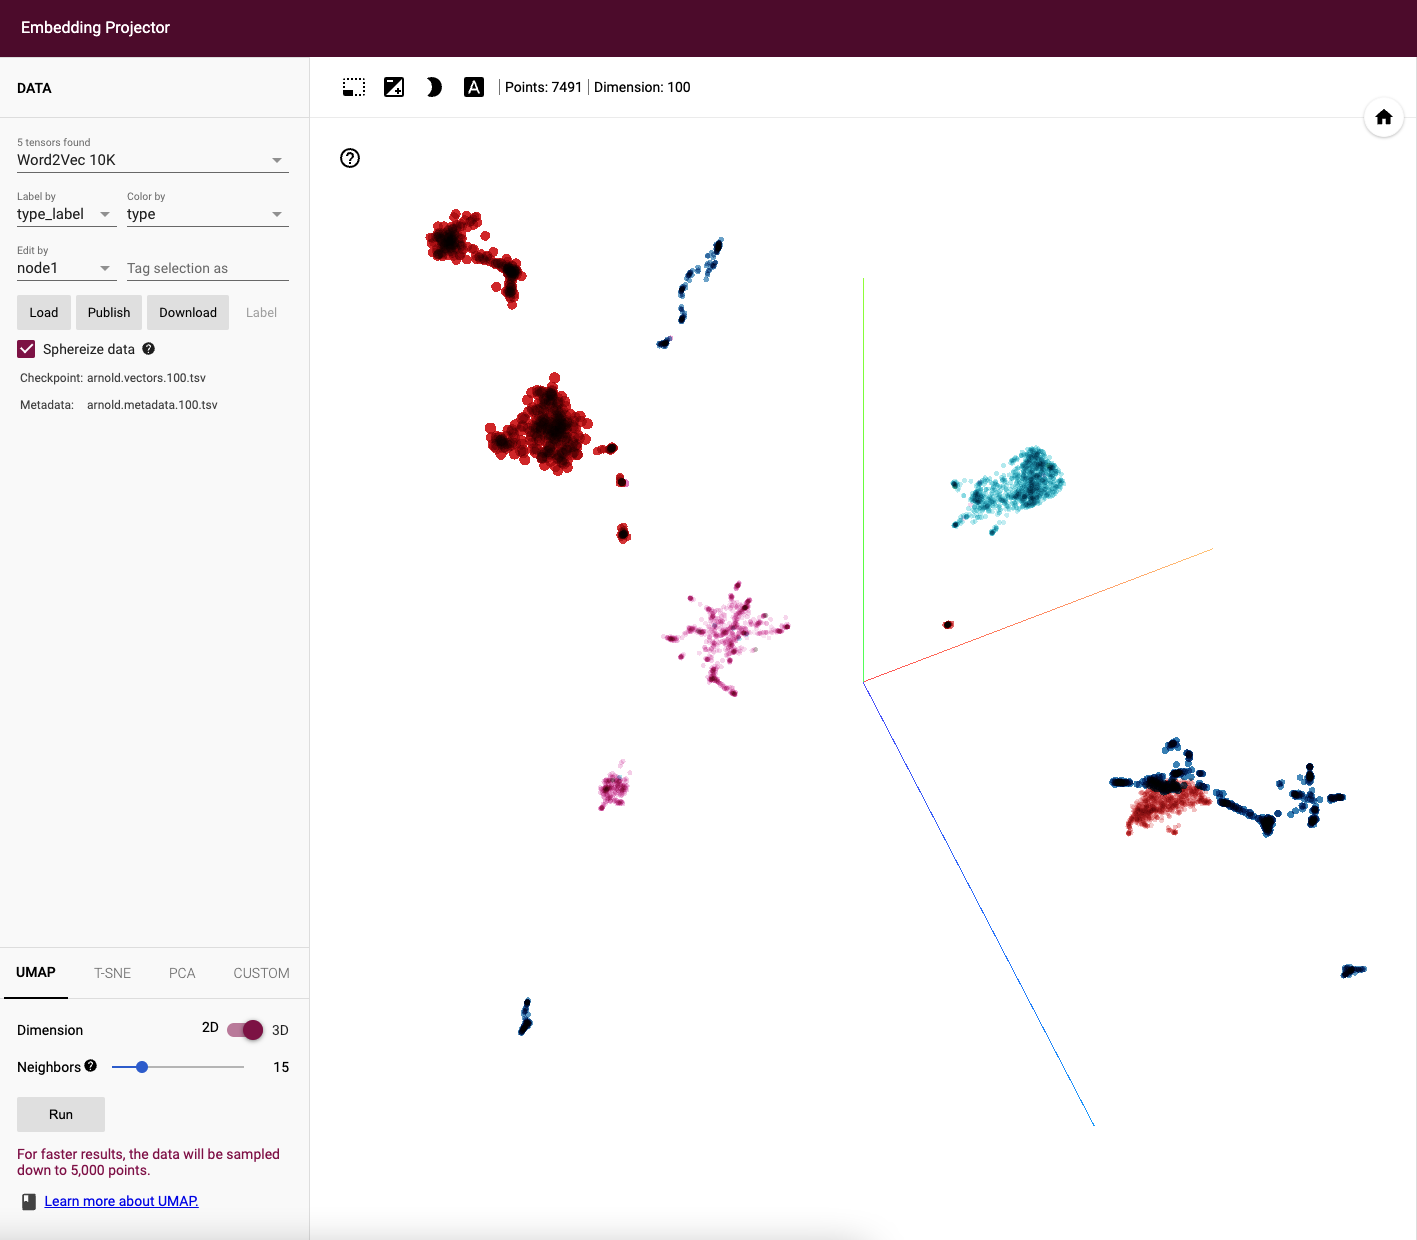 Embedding Projector
DATA
Points: 7491 | Dimension: 100
5 tensors found
Word2Vec 10K
Label by
Color by
type_label
type
Edit by
node1
Tag selection as
Load
Publish
Download
Label
Sphereize data
Checkpoint: arnold.vectors.100.tsv
Metadata: arnold.metadata.100.tsv
UMAP
T-SNE
PCA
CUSTOM
Dimension
2D
3D
Neighbors
15
Run
For faster results, the data will be sampled
down to 5,000 points.
Learn more about UMAP.